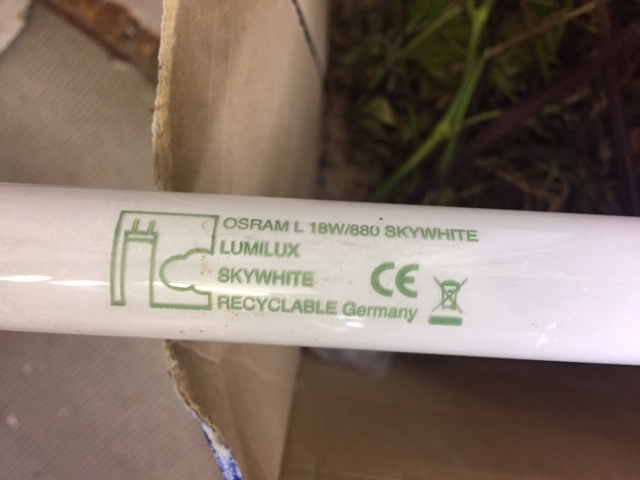 OSRAM L 18W/880 SKYWHITE
LUMILUX
SKYWHITE
RECYCLABLE Germany
CE